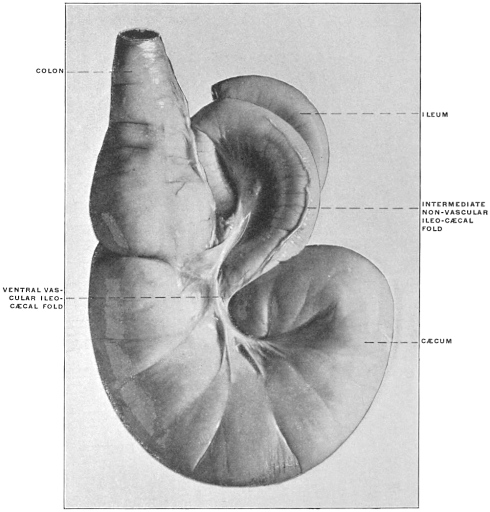 COLON
ILEUM
INTERMEDIATE
NON-VASCULAR
ILEO-CÆCAL
FOLD
VENTRAL VAS-
CULAR ILEO-
CÆCAL FOLD
CÆCUM